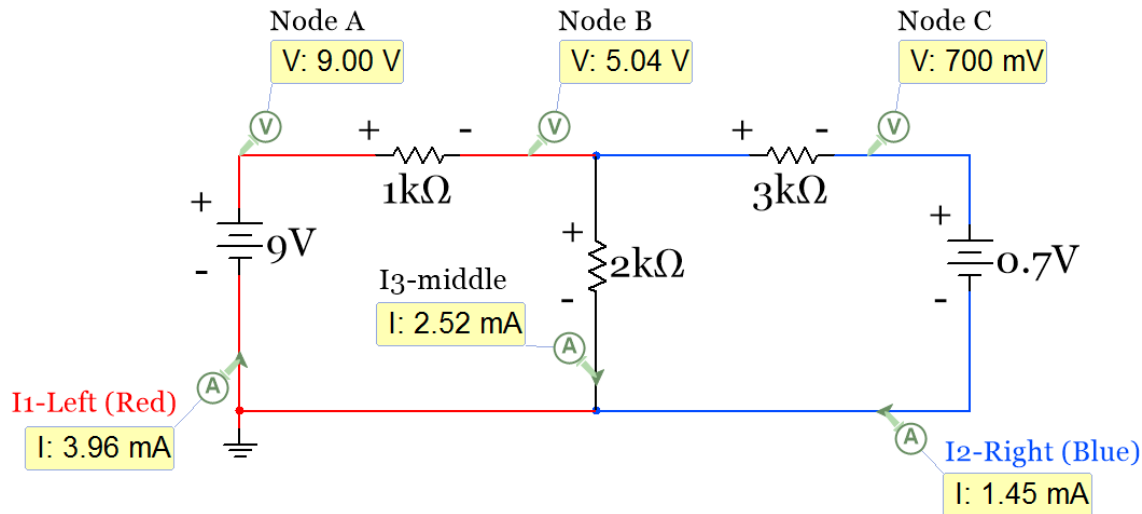 Node A
V: 9.00 V
Node B
V: 5.04 V
Node C
V: 700 mV
V
V
V
+ -
+ -
1kΩ
3kΩ
+
9V
-
+
2kΩ
-
+
0.7V
-
I3-middle
I: 2.52 mA
A
A
I1-Left (Red)
I: 3.96 mA
A
I2-Right (Blue)
I: 1.45 mA